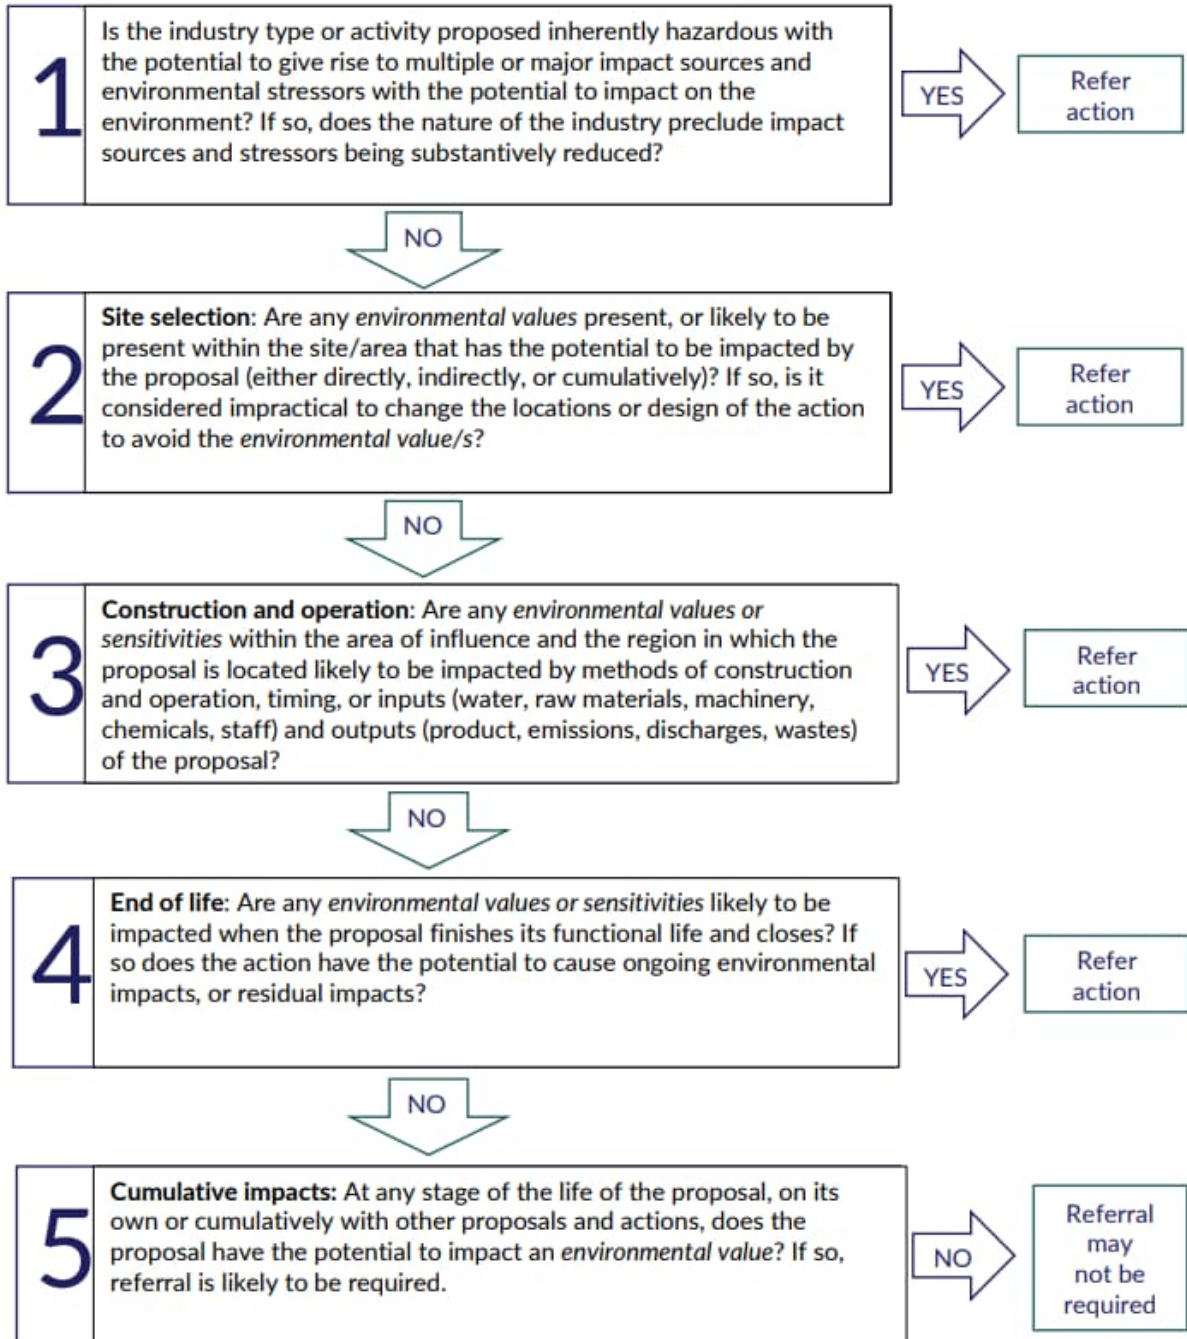 1
Is the industry type or activity proposed inherently hazardous with
the potential to give rise to multiple or major impact sources and
environmental stressors with the potential to impact on the
environment? If so, does the nature of the industry preclude impact
sources and stressors being substantively reduced?
YES
Refer
action
NO
2
Site selection: Are any environmental values present, or likely to be
present within the site/area that has the potential to be impacted by
the proposal (either directly, indirectly, or cumulatively)? If so, is it
considered impractical to change the locations or design of the action
to avoid the environmental value/s?
YES
Refer
action
NO
3
Construction and operation: Are any environmental values or
sensitivities within the area of influence and the region in which the
proposal is located likely to be impacted by methods of construction
and operation, timing, or inputs (water, raw materials, machinery,
chemicals, staff) and outputs (product, emissions, discharges, wastes)
of the proposal?
YES
Refer
action
NO
4
End of life: Are any environmental values or sensitivities likely to be
impacted when the proposal finishes its functional life and closes? If
so does the action have the potential to cause ongoing environmental
impacts, or residual impacts?
YES
Refer
action
NO
5
Cumulative impacts: At any stage of the life of the proposal, on its
own or cumulatively with other proposals and actions, does the
proposal have the potential to impact an environmental value? If so,
referral is likely to be required.
NO
Referral
may
not be
required